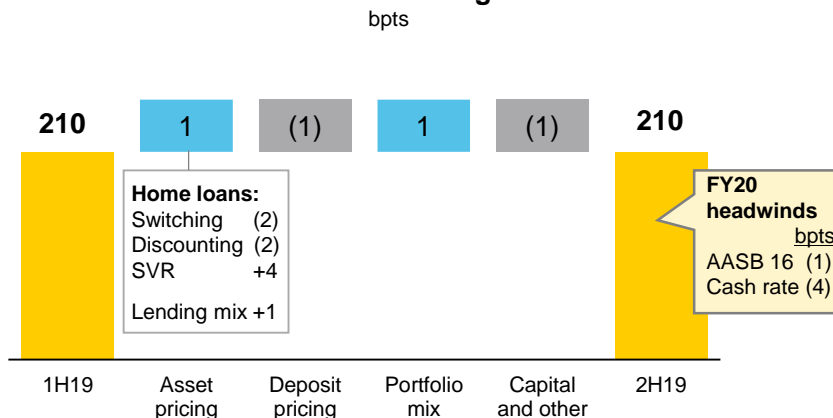 bpts
210
1
(1)
1
(1)
210
Home loans:
Switching (2)
Discounting (2)
SVR +4
Lending mix +1
FY20
headwinds
bpts
AASB 16 (1)
Cash rate (4)
1H19
Asset
pricing
Deposit
pricing
Portfolio
mix
Capital
and other
2H19